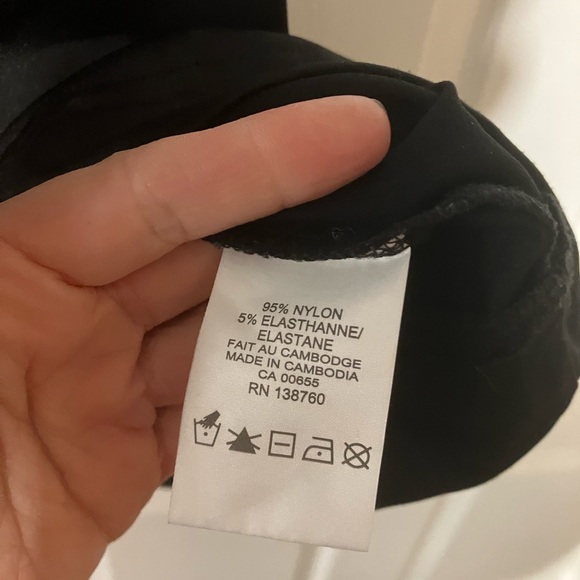 95% NYLON
5% ELASTHANNE/
ELASTANE
FAIT AU CAMBODGE
MADE IN CAMBODIA
CA 00655
RN 138760